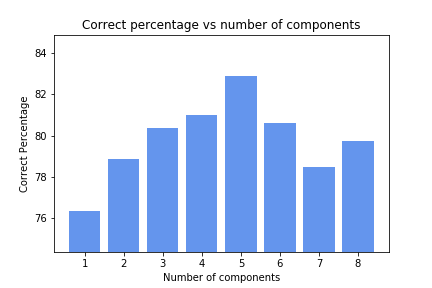 Correct percentage vs number of components
Correct Percentage
84
82
80
78
76
1 2 3 4 5 6 7 8
Number of components